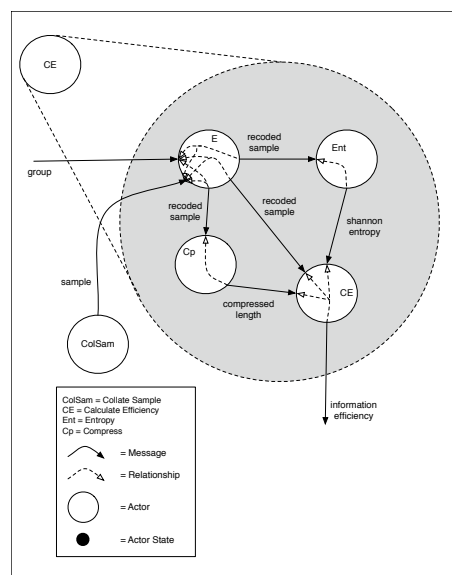 CE
E
recoded
sample
Ent
group
recoded
sample
recoded
sample
shannon
entropy
Cp
sample
CE
compressed
length
ColSam
information
efficiency
ColSam = Collate Sample
CE = Calculate Efficiency
Ent = Entropy
Cp = Compress
= Message
= Relationship
= Actor
= Actor State